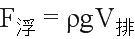 F浮 = ρgV排